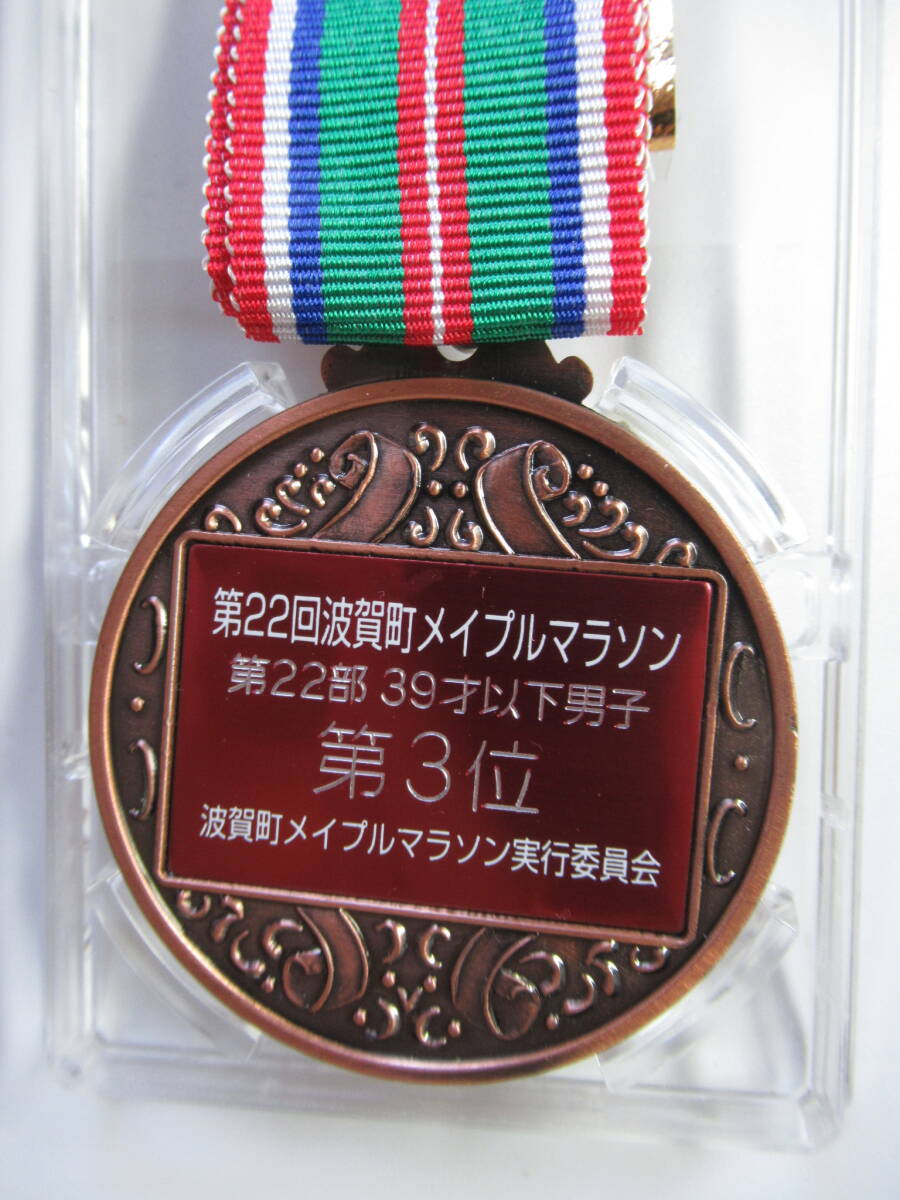 第22回波賀町メイプルマラソン
第22部 39才以下男子
第3位
波賀町メイプルマラソン実行委員会